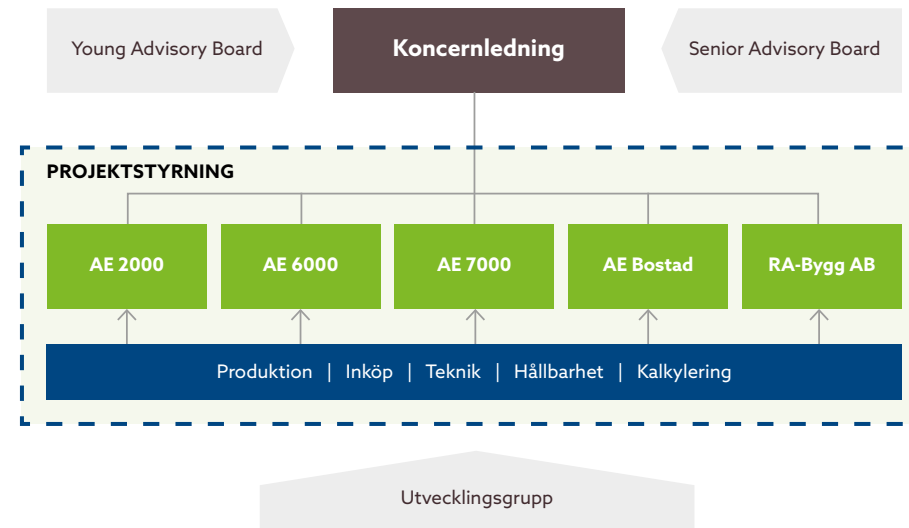 Young Advisory Board
Koncernledning
Senior Advisory Board
PROJEKTSTYRNING
AE 2000
AE 6000
AE 7000
AE Bostad
RA-Bygg AB
Produktion | Inköp | Teknik | Hållbarhet | Kalkylering
Utvecklingsgrupp